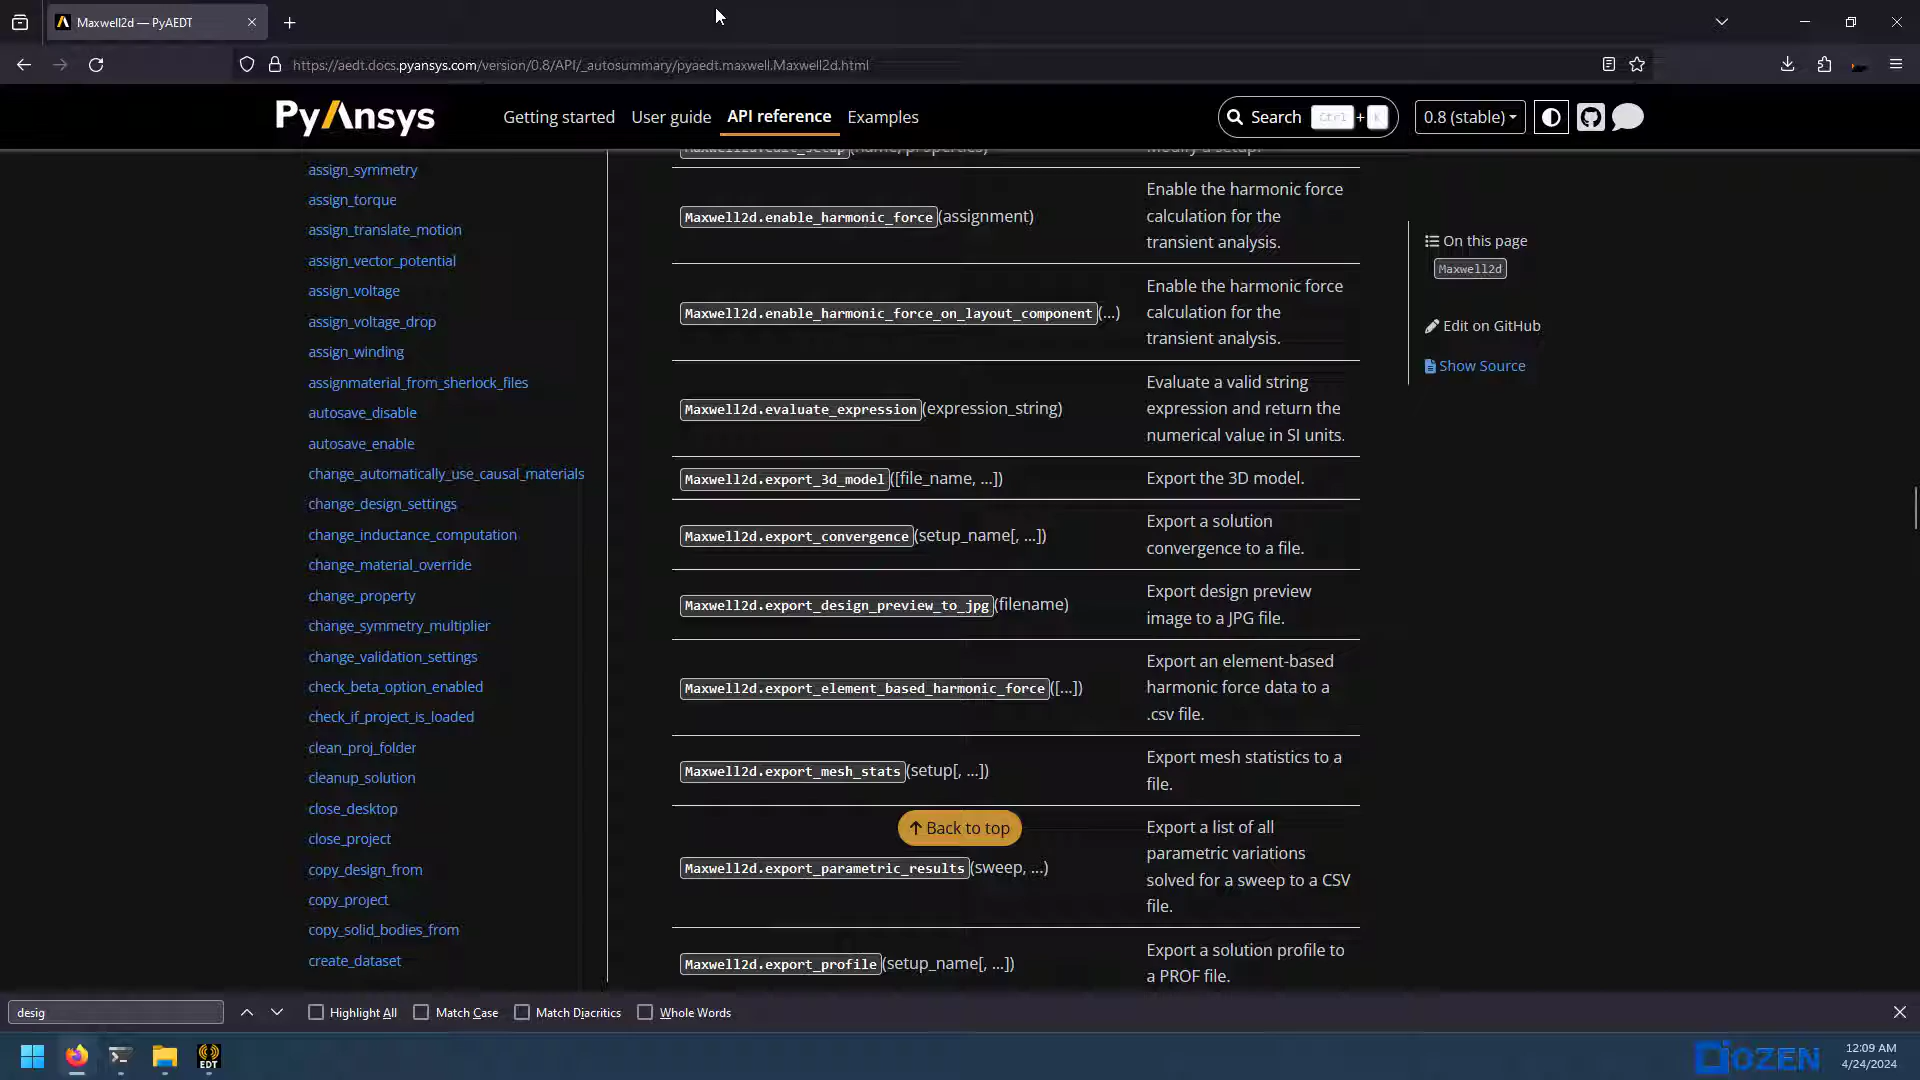 Maxwell2d — PyAEDT
https://aedt.docs.pyansys.com/version/0.8/API/_autosummary/pyaedt.maxwell.Maxwell2d.html
PyAnsys
Getting started
User guide
API reference
Examples
Search Ctrl + K
0.8 (stable)
assign_symmetry
assign_torque
assign_translate_motion
assign_vector_potential
assign_voltage
assign_voltage_drop
assign_winding
assignmaterial_from_sherlock_files
autosave_disable
autosave_enable
change_automatically_use_causal_materials
change_design_settings
change_inductance_computation
change_material_override
change_property
change_symmetry_multiplier
change_validation_settings
check_beta_option_enabled
check_if_project_is_loaded
clean_proj_folder
cleanup_solution
close_desktop
close_project
copy_design_from
copy_project
copy_solid_bodies_from
create_dataset
Maxwell2d.edit_setup(name, properties)
Modify a setup.
Maxwell2d.enable_harmonic_force(assignment)
Enable the harmonic force
calculation for the
transient analysis.
Maxwell2d.enable_harmonic_force_on_layout_component(...)
Enable the harmonic force
calculation for the
transient analysis.
Maxwell2d.evaluate_expression(expression_string)
Evaluate a valid string
expression and return the
numerical value in SI units.
Maxwell2d.export_3d_model([file_name, ...])
Export the 3D model.
Maxwell2d.export_convergence(setup_name[, ...])
Export a solution
convergence to a file.
Maxwell2d.export_design_preview_to_jpg(filename)
Export design preview
image to a JPG file.
Maxwell2d.export_element_based_harmonic_force([...])
Export an element-based
harmonic force data to a
.csv file.
Maxwell2d.export_mesh_stats(setup[, ...])
Export mesh statistics to a
file.
Back to top
Maxwell2d.export_parametric_results(sweep, ...)
Export a list of all
parametric variations
solved for a sweep to a CSV
file.
Maxwell2d.export_profile(setup_name[, ...])
Export a solution profile to
a PROF file.
On this page
Maxwell2d
Edit on GitHub
Show Source
desig
Highlight All
Match Case
Match Diacritics
Whole Words
EDT
OZEN
12:09 AM
4/24/2024